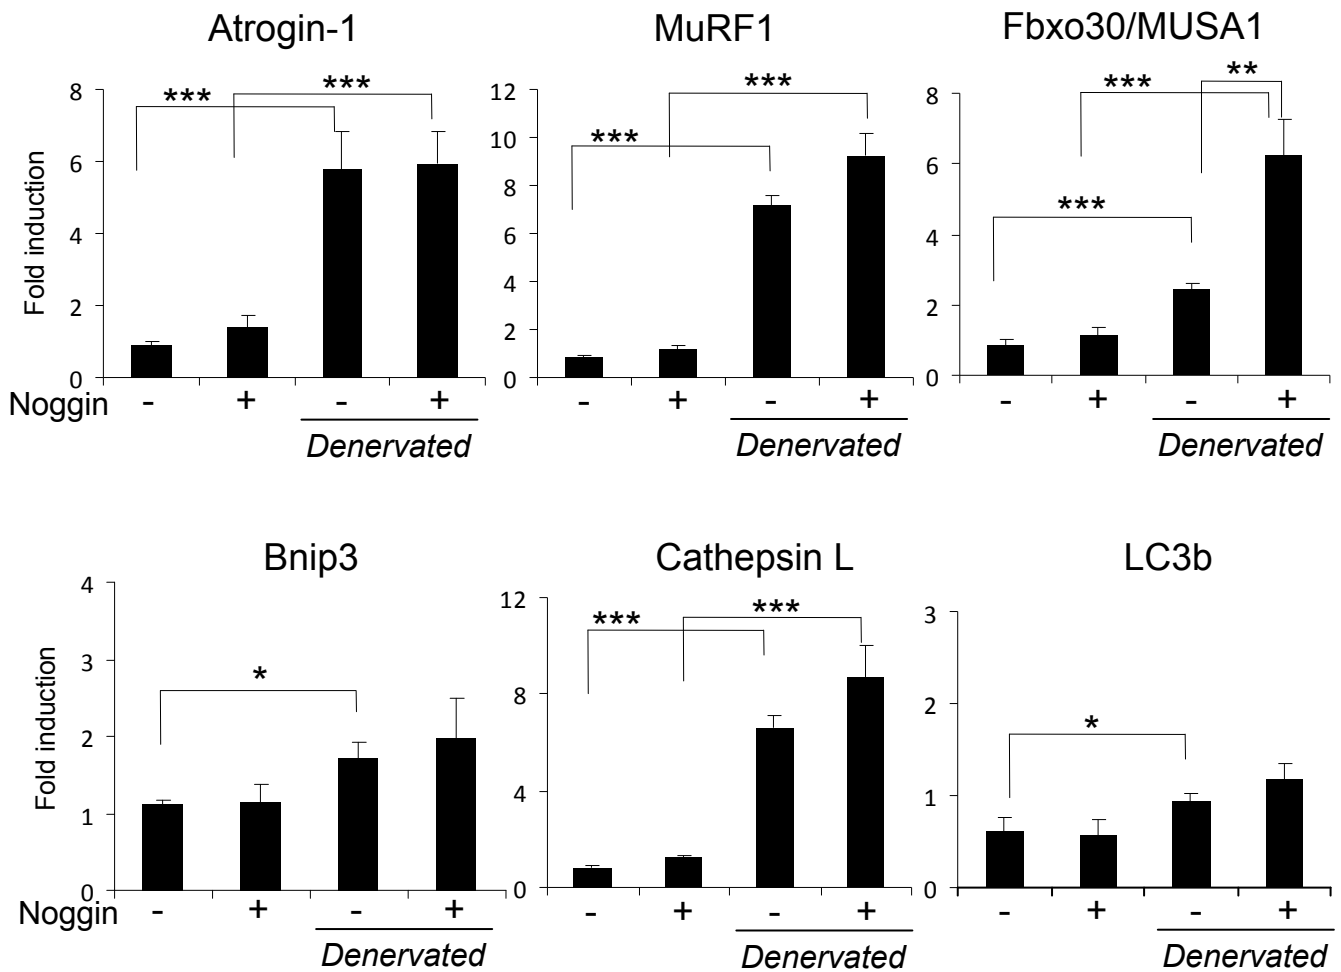 Atrogin-1
MuRF1
Fbxo30/MUSA1
Fold induction
8
6
4
2
0
***
***
12
10
8
6
4
2
0
***
***
8
6
4
2
0
***
***
**
Noggin - + - +
- + - +
- + - +
Denervated
Denervated
Denervated
Bnip3
Cathepsin L
LC3b
Fold induction
4
3
2
1
0
*
12
8
4
0
***
***
3
2
1
0
*
Noggin - + - +
- + - +
- + - +
Denervated
Denervated
Denervated